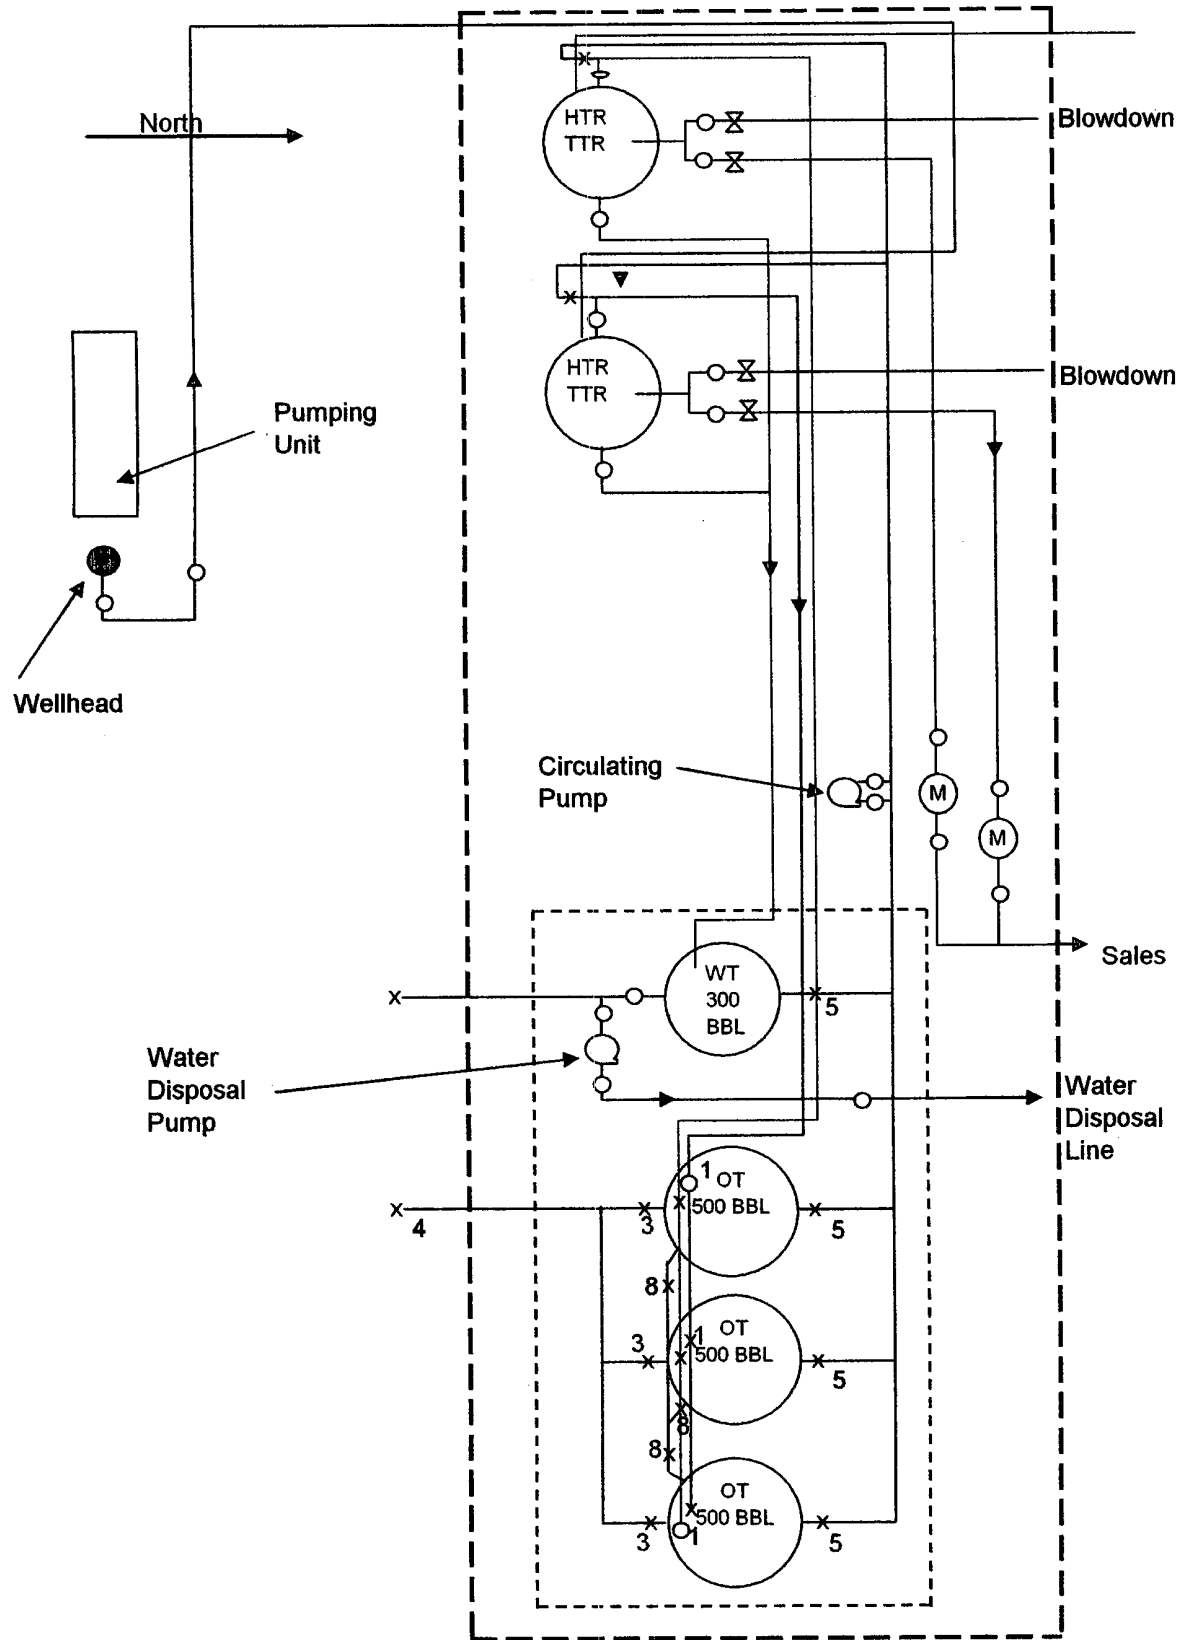 North
HTR
TTR
Blowdown
HTR
TTR
Blowdown
Pumping
Unit
Wellhead
Circulating
Pump
M
M
Sales
WT
300
BBL
5
Water
Disposal
Pump
Water
Disposal
Line
1
OT
500 BBL
3
4
5
8
1
OT
500 BBL
3
5
8
8
OT
500 BBL
1
3
5